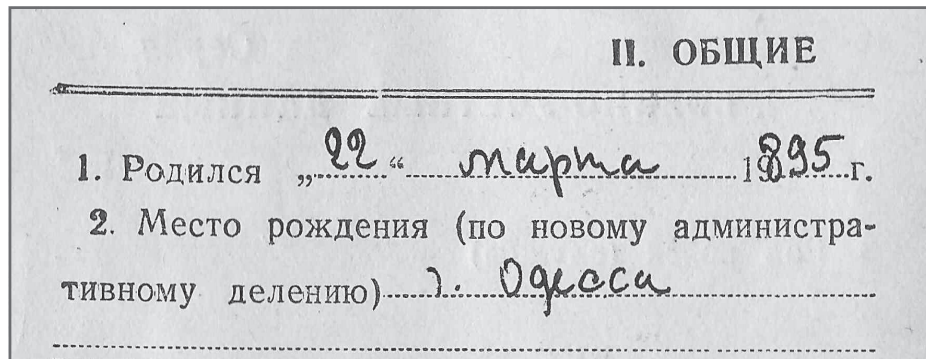 II. ОБЩИЕ
1. Родился „22“ марта 1895 г.
2. Место рождения (по новому администра-
тивному делению) г. Одесса